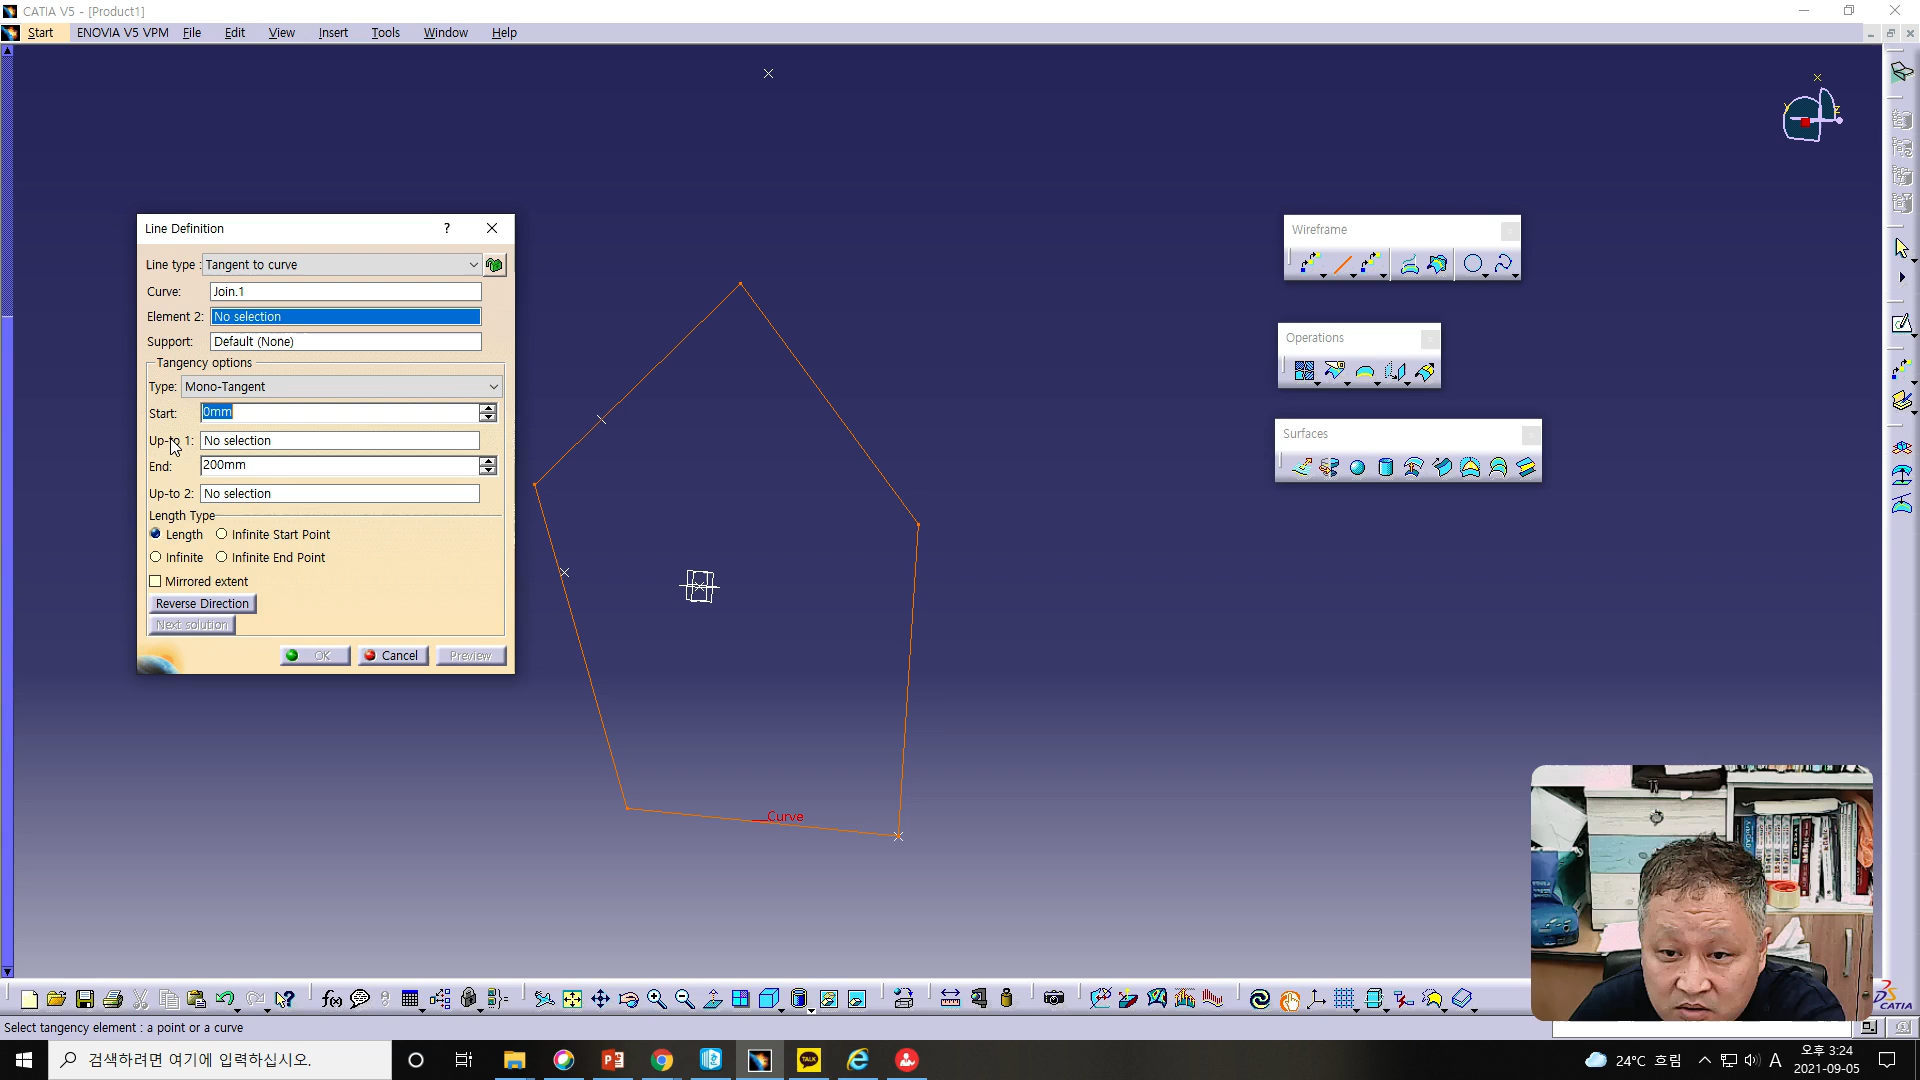 CATIA V5 - [Product1]
Start ENOVIA V5 VPM File Edit View Insert Tools Window Help
X
Z
Line Definition ?
Line type : Tangent to curve
Curve: Join.1
Element 2: No selection
Support: Default (None)
Tangency options
Type: Mono-Tangent
Start: 0mm
Up-to 1: No selection
End: 200mm
Up-to 2: No selection
Length Type
Length Infinite Start Point
Infinite Infinite End Point
Mirrored extent
Reverse Direction
Next solution
OK Cancel Preview
Wireframe
Operations
Surfaces
Curve
f(x)
CATIA
Select tangency element : a point or a curve
검색하려면 여기에 입력하십시오.
TALK
24°C 흐림
A
오후 3:24
2021-09-05